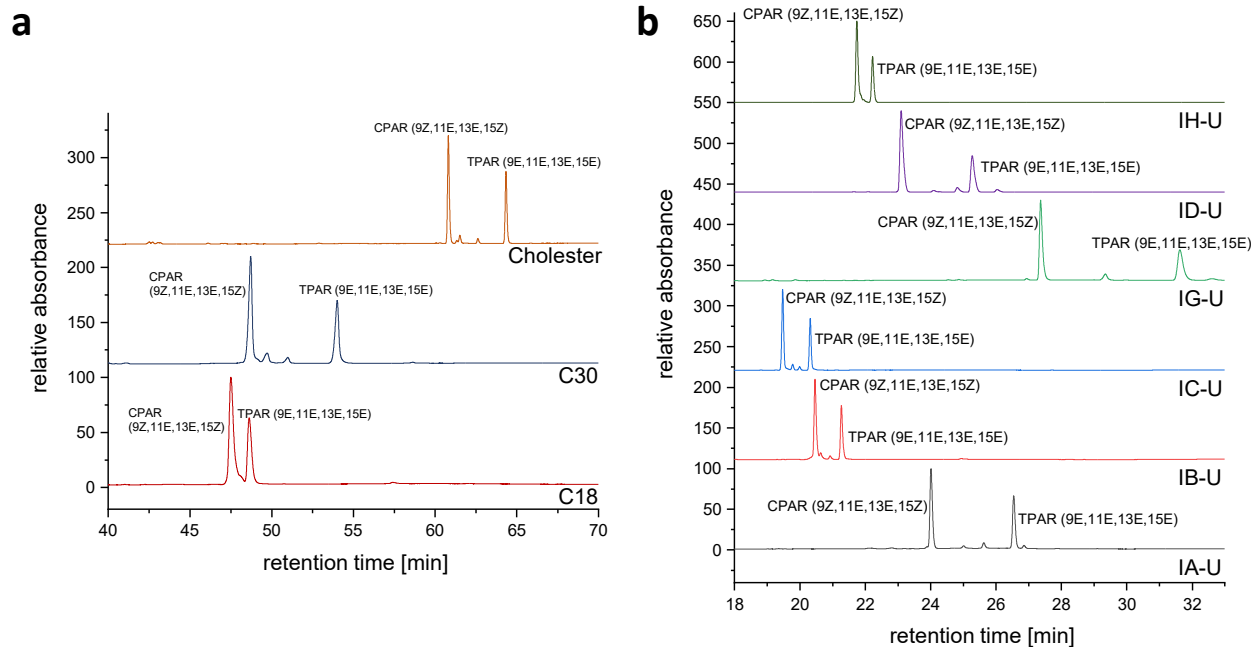 a
relative absorbance
300
250
200
150
100
50
0
CPAR (9Z,11E,13E,15Z)
TPAR (9E,11E,13E,15E)
Cholester
CPAR
(9Z,11E,13E,15Z)
TPAR (9E,11E,13E,15E)
C30
CPAR
(9Z,11E,13E,15Z)
TPAR (9E,11E,13E,15E)
C18
40
45
50
55
60
65
70
retention time [min]
b
relative absorbance
650
600
550
500
450
400
350
300
250
200
150
100
50
0
CPAR (9Z,11E,13E,15Z)
TPAR (9E,11E,13E,15E)
IH-U
CPAR (9Z,11E,13E,15Z)
TPAR (9E,11E,13E,15E)
ID-U
CPAR (9Z,11E,13E,15Z)
TPAR (9E,11E,13E,15E)
IG-U
CPAR (9Z,11E,13E,15Z)
TPAR (9E,11E,13E,15E)
IC-U
CPAR (9Z,11E,13E,15Z)
TPAR (9E,11E,13E,15E)
IB-U
CPAR (9Z,11E,13E,15Z)
TPAR (9E,11E,13E,15E)
IA-U
18
20
22
24
26
28
30
32
retention time [min]